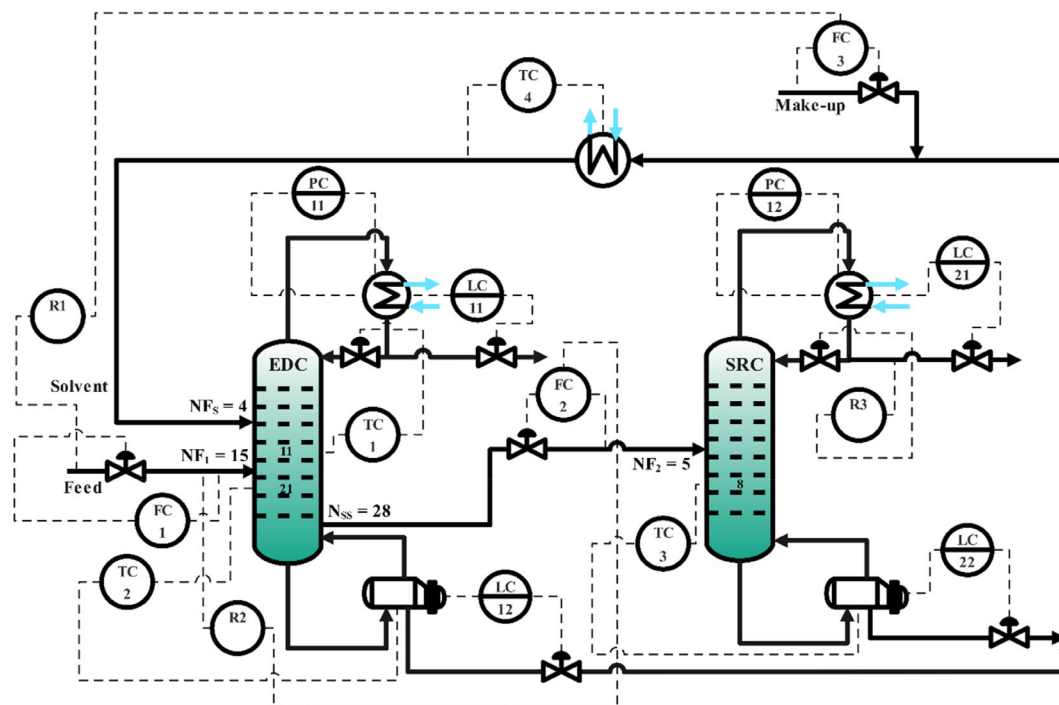 FC
3
TC
4
Make-up
PC
11
PC
12
LC
11
LC
21
R1
EDC
SRC
Solvent
FC
2
R3
NF_S = 4
TC
1
NF₁ = 15
11
NF₂ = 5
Feed
21
8
FC
1
N_SS = 28
TC
3
TC
2
LC
12
LC
22
R2